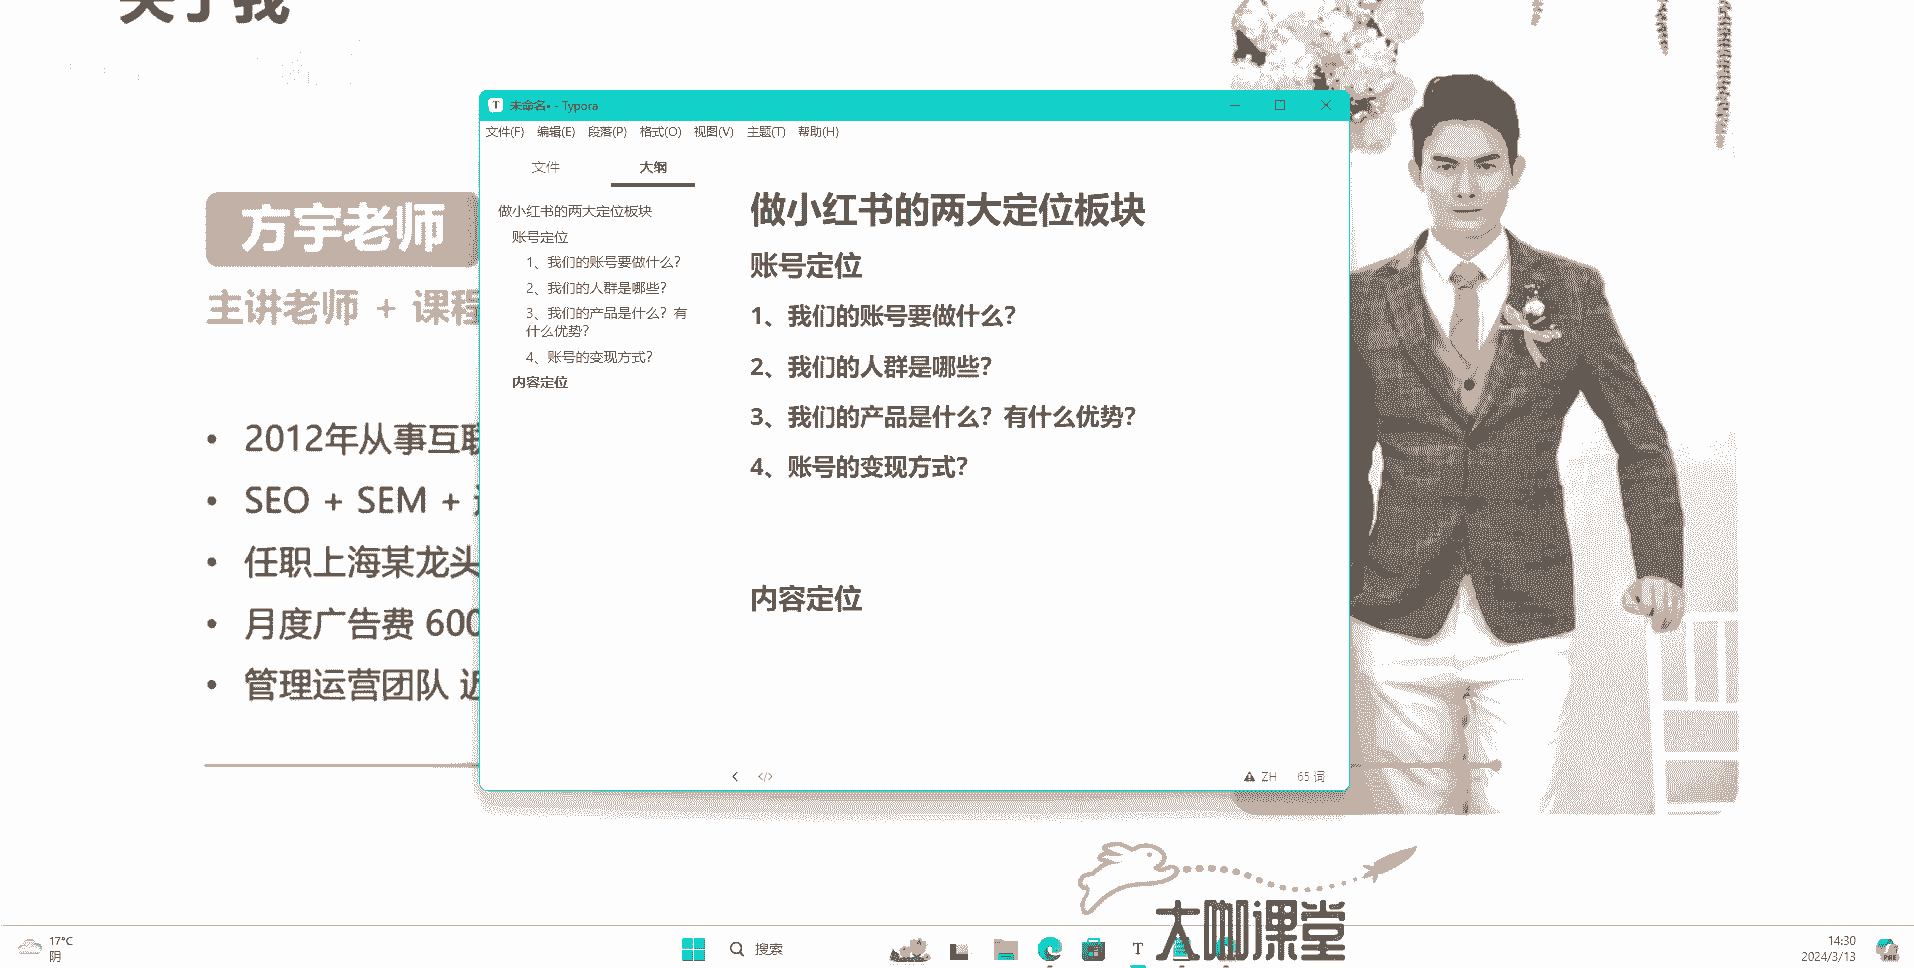 关于我
未命名• - Typora
文件(F) 编辑(E) 段落(P) 格式(O) 视图(V) 主题(T) 帮助(H)
文件 大纲
做小红书的两大定位板块
账号定位
1、我们的账号要做什么？
2、我们的人群是哪些？
3、我们的产品是什么？有
什么优势？
4、账号的变现方式？
内容定位
做小红书的两大定位板块
账号定位
1、我们的账号要做什么？
2、我们的人群是哪些？
3、我们的产品是什么？有什么优势？
4、账号的变现方式？
内容定位
ZH 65 词
方宇老师
主讲老师 + 课程
• 2012年从事互联
• SEO + SEM +
• 任职上海某龙头
• 月度广告费 600
• 管理运营团队 近
大咖课堂
17°C
阴
搜索
14:30
2024/3/13